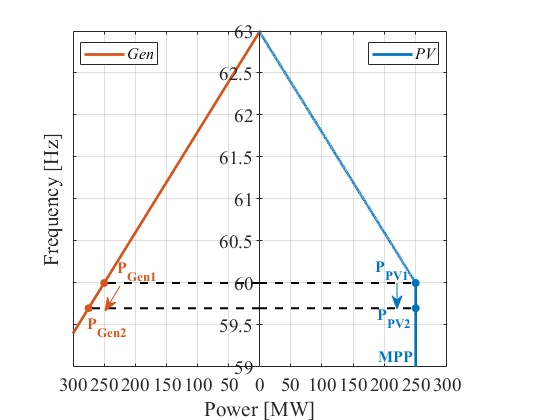 63
Gen
PV
62.5
62
61.5
61
60.5
P_Gen1
P_PV1
60
P_Gen2
P_PV2
59.5
MPP
59
300 250 200 150 100 50 0 50 100 150 200 250 300
Power [MW]
Frequency [Hz]